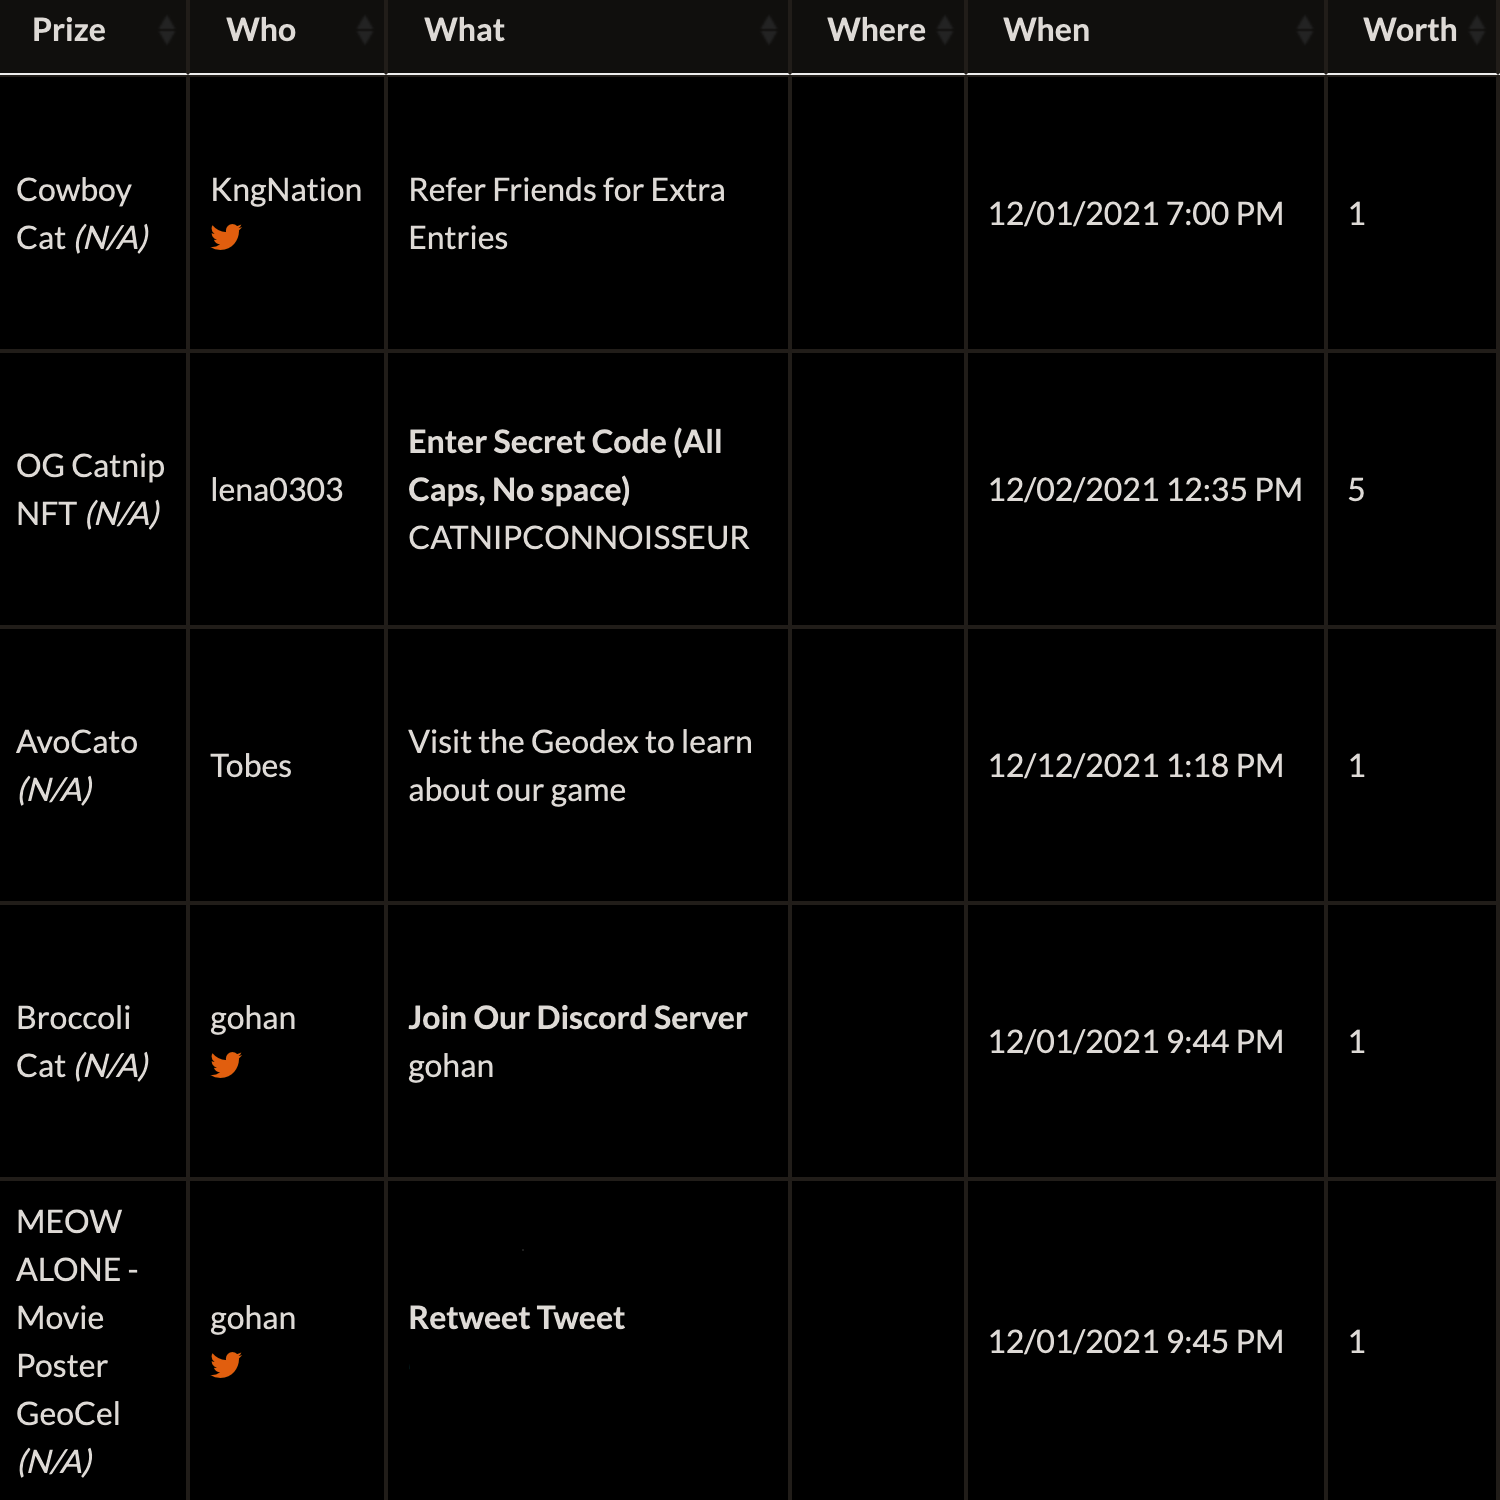 Prize Who What Where When Worth
Cowboy
Cat (N/A)
KngNation
Refer Friends for Extra
Entries
12/01/2021 7:00 PM
1
OG Catnip
NFT (N/A)
lena0303
Enter Secret Code (All
Caps, No space)
CATNIPCONNOISSEUR
12/02/2021 12:35 PM
5
AvoCato
(N/A)
Tobes
Visit the Geodex to learn
about our game
12/12/2021 1:18 PM
1
Broccoli
Cat (N/A)
gohan
Join Our Discord Server
gohan
12/01/2021 9:44 PM
1
MEOW
ALONE -
Movie
Poster
GeoCel
(N/A)
gohan
Retweet Tweet
12/01/2021 9:45 PM
1